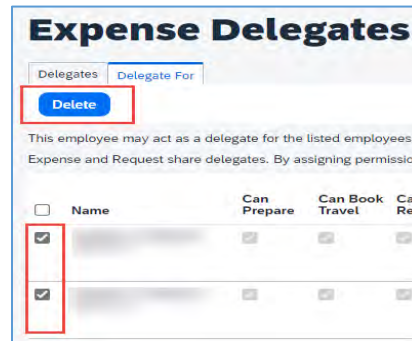 Expense Delegates
Delegates Delegate For
Delete
This employee may act as a delegate for the listed employees
Expense and Request share delegates. By assigning
Name Can Prepare Can Book Travel